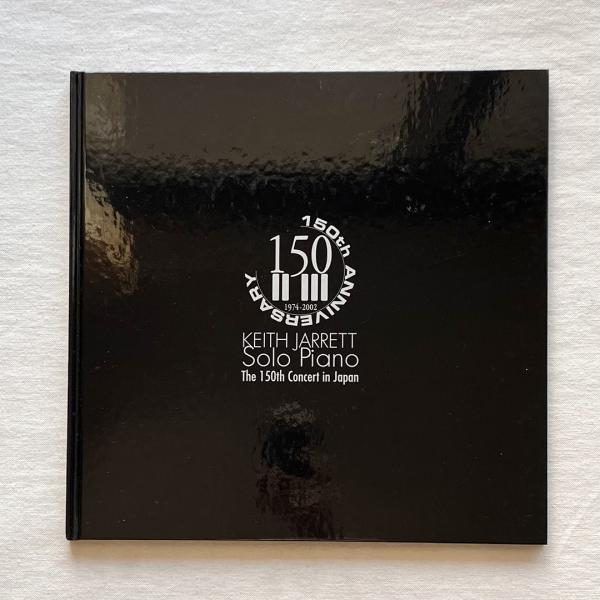 150th ANNIVERSARY
150
1974-2002
KEITH JARRETT
Solo Piano
The 150th Concert in Japan